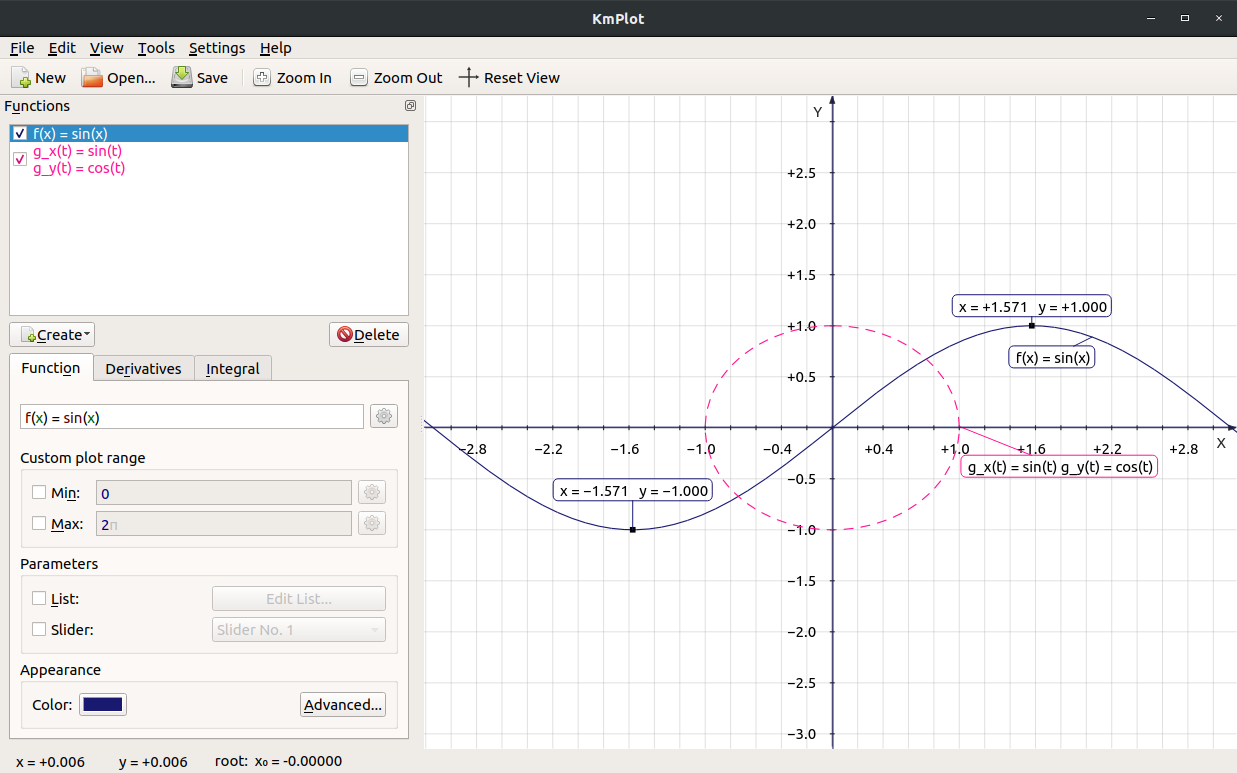 KmPlot
File Edit View Tools Settings Help
New Open... Save Zoom In Zoom Out Reset View
Functions
f(x) = sin(x)
g_x(t) = sin(t)
g_y(t) = cos(t)
Create
Delete
Function Derivatives Integral
f(x) = sin(x)
Custom plot range
Min: 0
Max: 2π
Parameters
List: Edit List...
Slider: Slider No. 1
Appearance
Color: Advanced...
x = +0.006 y = +0.006 root: x₀ = -0.00000
Y
+2.5
+2.0
+1.5
x = +1.571 y = +1.000
+1.0
f(x) = sin(x)
+0.5
X
−2.8 −2.2 −1.6 −1.0 −0.4 +0.4 +1.0 +1.6 +2.2 +2.8
g_x(t) = sin(t) g_y(t) = cos(t)
−0.5
x = −1.571 y = −1.000
−1.0
−1.5
−2.0
−2.5
−3.0